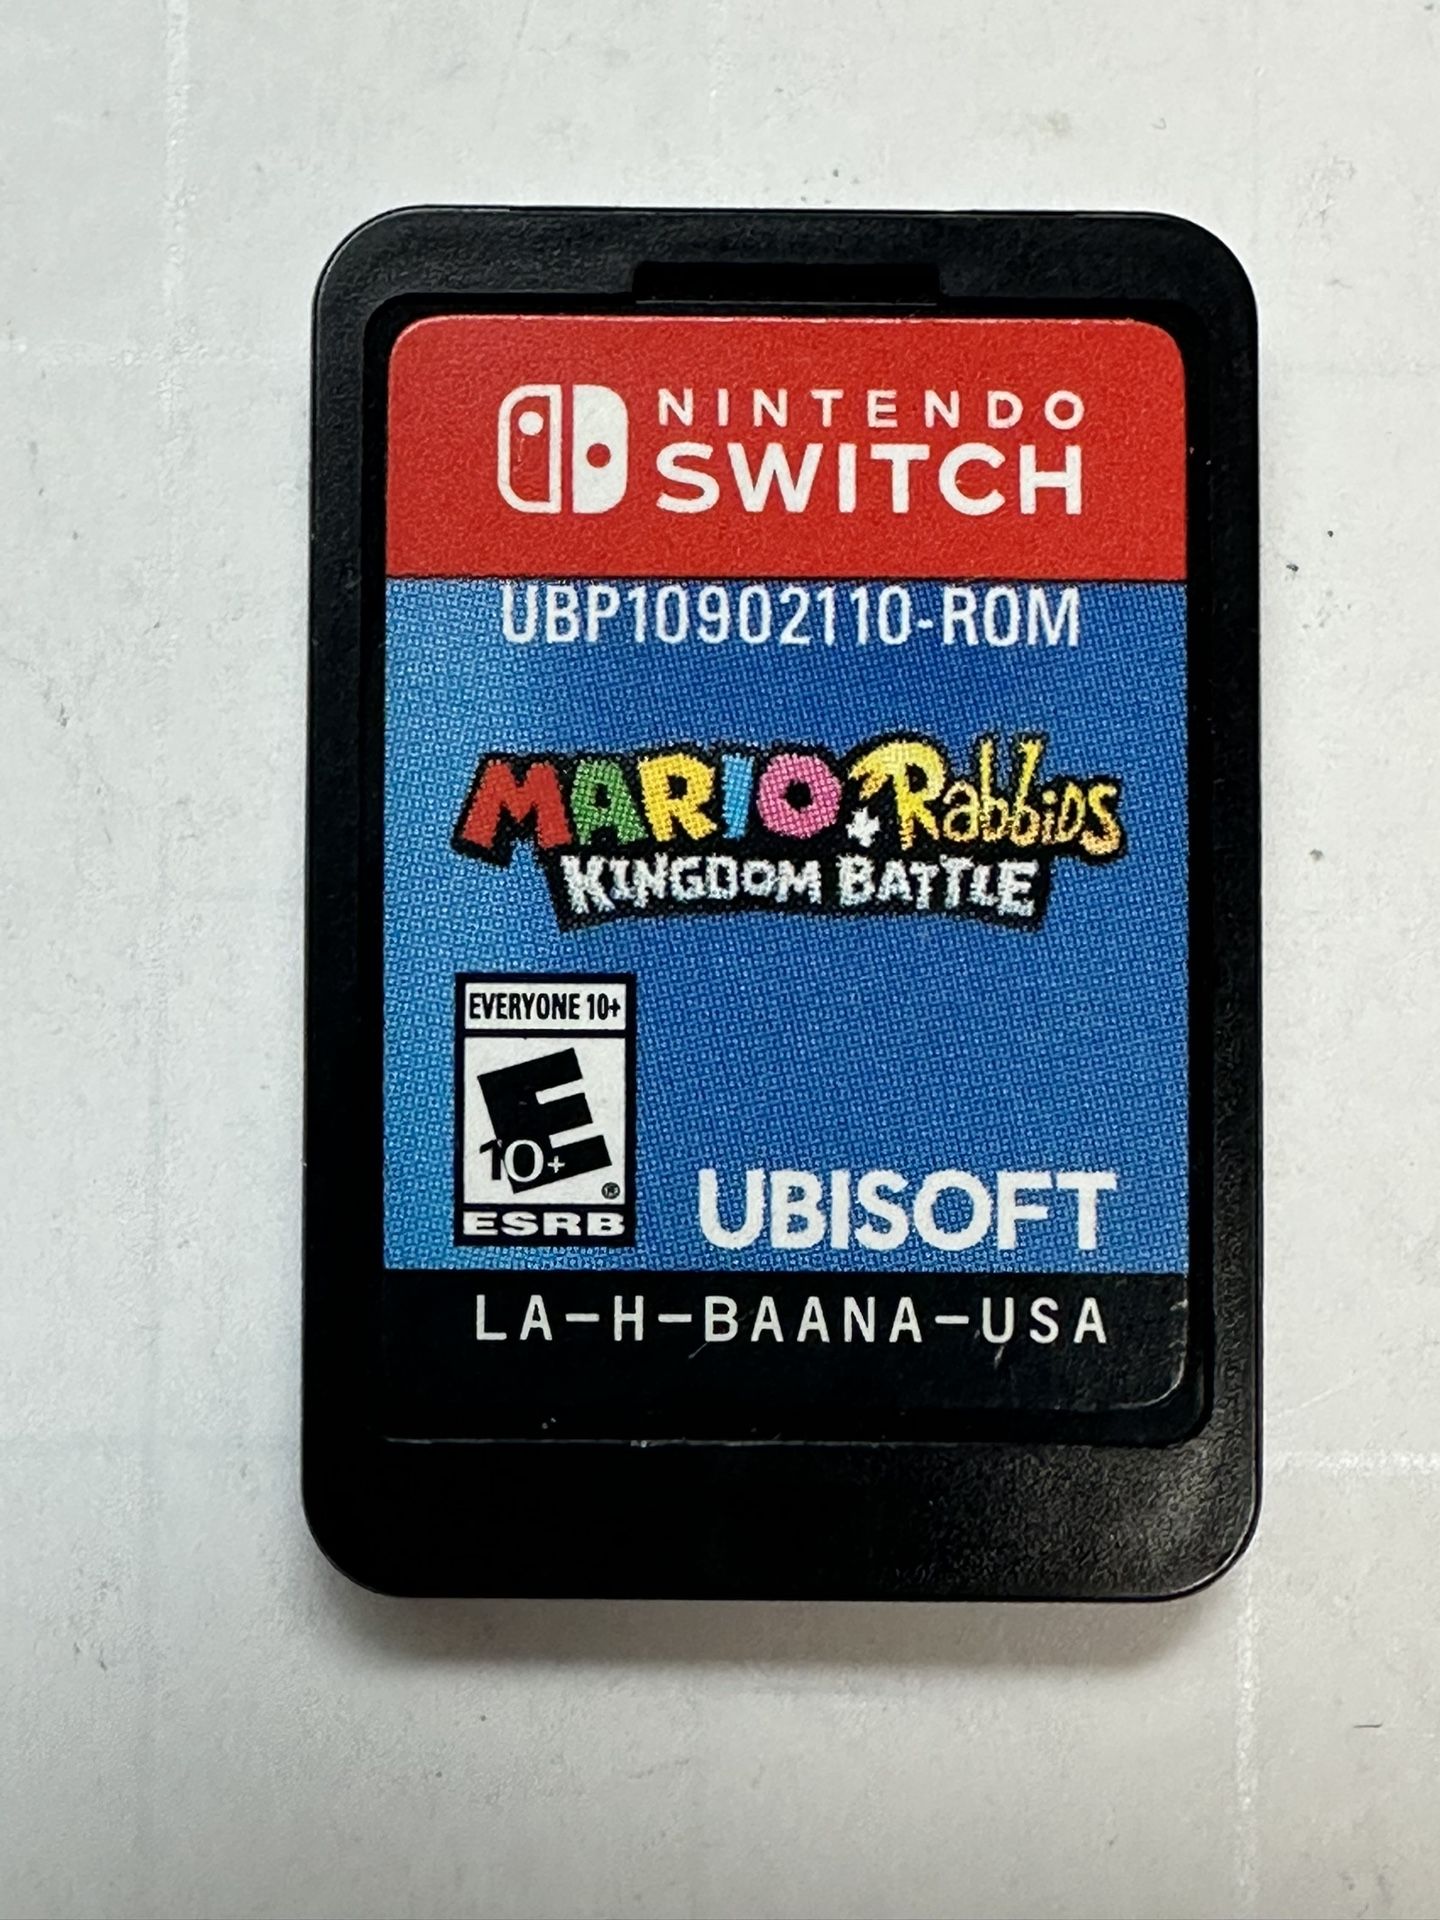 NINTENDO
SWITCH
UBP10902110-ROM
MARIO + Rabbids
KINGDOM BATTLE
EVERYONE 10+
E
10+
®
ESRB
UBISOFT
LA-H-BAANA-USA